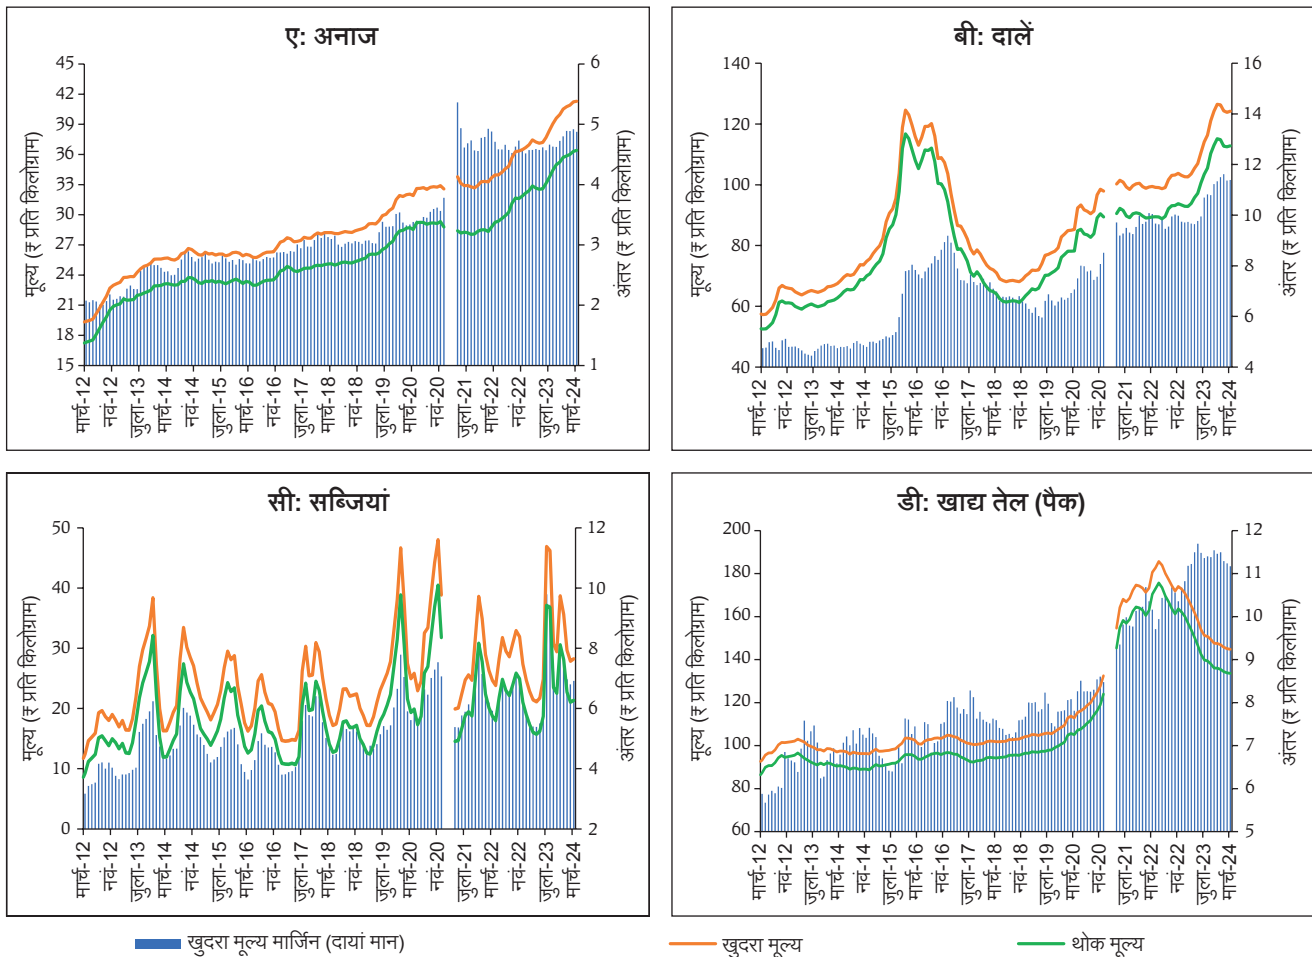 ए: अनाज
मूल्य (₹ प्रति किलोग्राम)
45
42
39
36
33
30
27
24
21
18
15
6
5
4
3
2
1
अंतर (₹ प्रति किलोग्राम)
मार्च-12
नवं-12
जुला-13
मार्च-14
नवं-14
जुला-15
मार्च-16
नवं-16
जुला-17
मार्च-18
नवं-18
जुला-19
मार्च-20
नवं-20
जुला-21
मार्च-22
नवं-22
जुला-23
मार्च-24
बी: दालें
मूल्य (₹ प्रति किलोग्राम)
140
120
100
80
60
40
16
14
12
10
8
6
4
अंतर (₹ प्रति किलोग्राम)
मार्च-12
नवं-12
जुला-13
मार्च-14
नवं-14
जुला-15
मार्च-16
नवं-16
जुला-17
मार्च-18
नवं-18
जुला-19
मार्च-20
नवं-20
जुला-21
मार्च-22
नवं-22
जुला-23
मार्च-24
सी: सब्जियां
मूल्य (₹ प्रति किलोग्राम)
50
40
30
20
10
0
12
10
8
6
4
2
अंतर (₹ प्रति किलोग्राम)
मार्च-12
नवं-12
जुला-13
मार्च-14
नवं-14
जुला-15
मार्च-16
नवं-16
जुला-17
मार्च-18
नवं-18
जुला-19
मार्च-20
नवं-20
जुला-21
मार्च-22
नवं-22
जुला-23
मार्च-24
डी: खाद्य तेल (पैक)
मूल्य (₹ प्रति किलोग्राम)
200
180
160
140
120
100
80
60
12
11
10
9
8
7
6
5
अंतर (₹ प्रति किलोग्राम)
मार्च-12
नवं-12
जुला-13
मार्च-14
नवं-14
जुला-15
मार्च-16
नवं-16
जुला-17
मार्च-18
नवं-18
जुला-19
मार्च-20
नवं-20
जुला-21
मार्च-22
नवं-22
जुला-23
मार्च-24
खुदरा मूल्य मार्जिन (दायां मान)
खुदरा मूल्य
थोक मूल्य